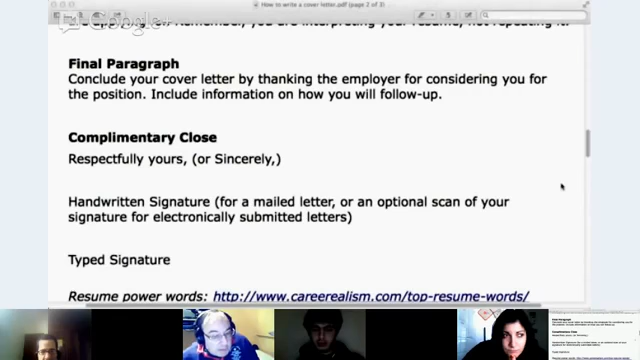 How to write a cover letter.pdf (page 2 of 3)
Google+
Final Paragraph
Conclude your cover letter by thanking the employer for considering you for
the position. Include information on how you will follow-up.
Complimentary Close
Respectfully yours, (or Sincerely,)
Handwritten Signature (for a mailed letter, or an optional scan of your
signature for electronically submitted letters)
Typed Signature
Resume power words: http://www.careerealism.com/top-resume-words/